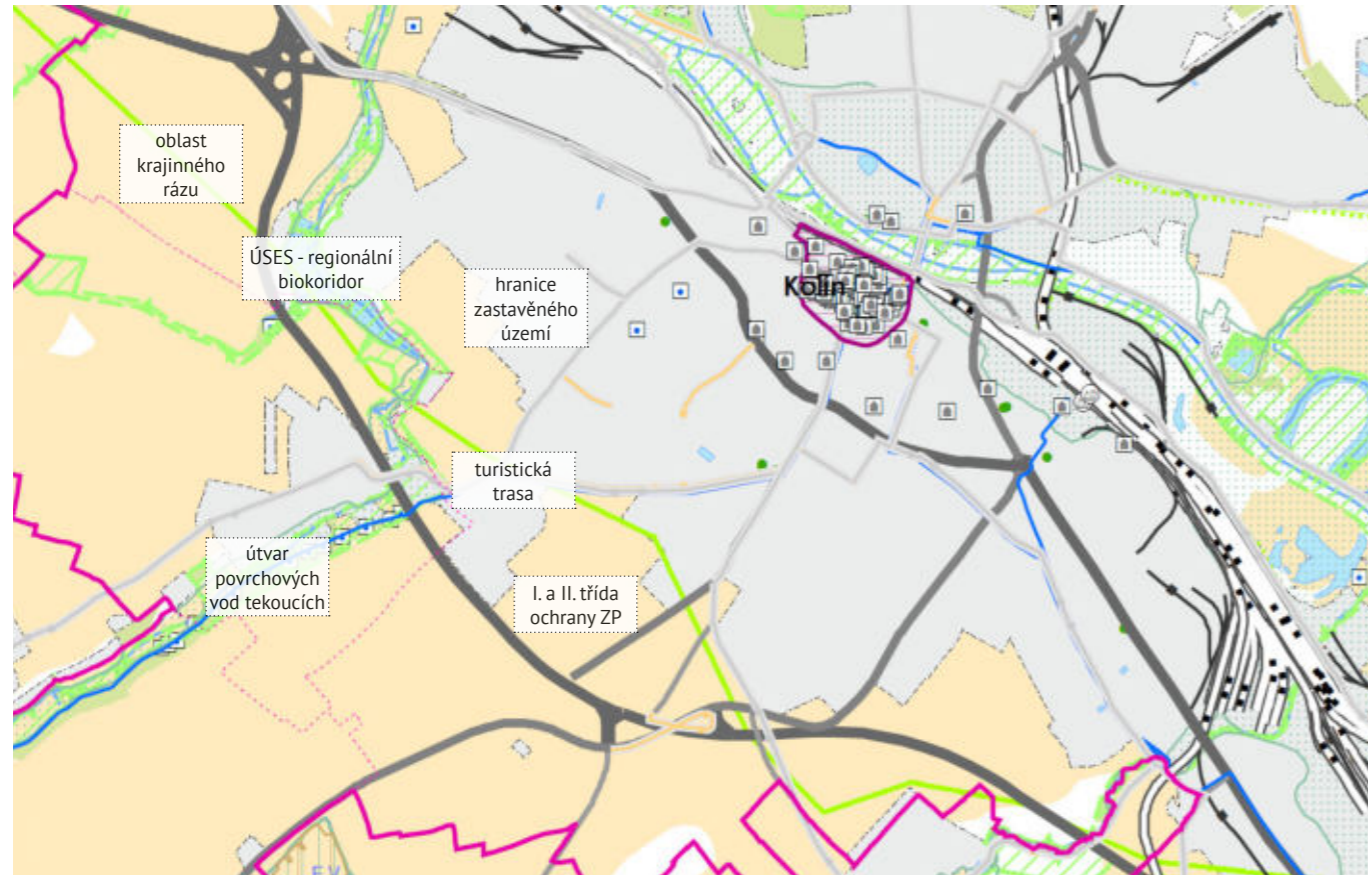 oblast
krajinného
rázu
ÚSES - regionální
biokoridor
hranice
zastavěného
území
Kolín
turistická
trasa
útvar
povrchových
vod tekoucích
I. a II. třída
ochrany ZP